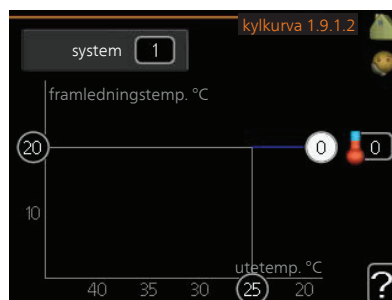 kylkurva 1.9.1.2
system 1
framledningstemp. °C
20
0
0
10
utetemp. °C
40 35 30 25 20
?